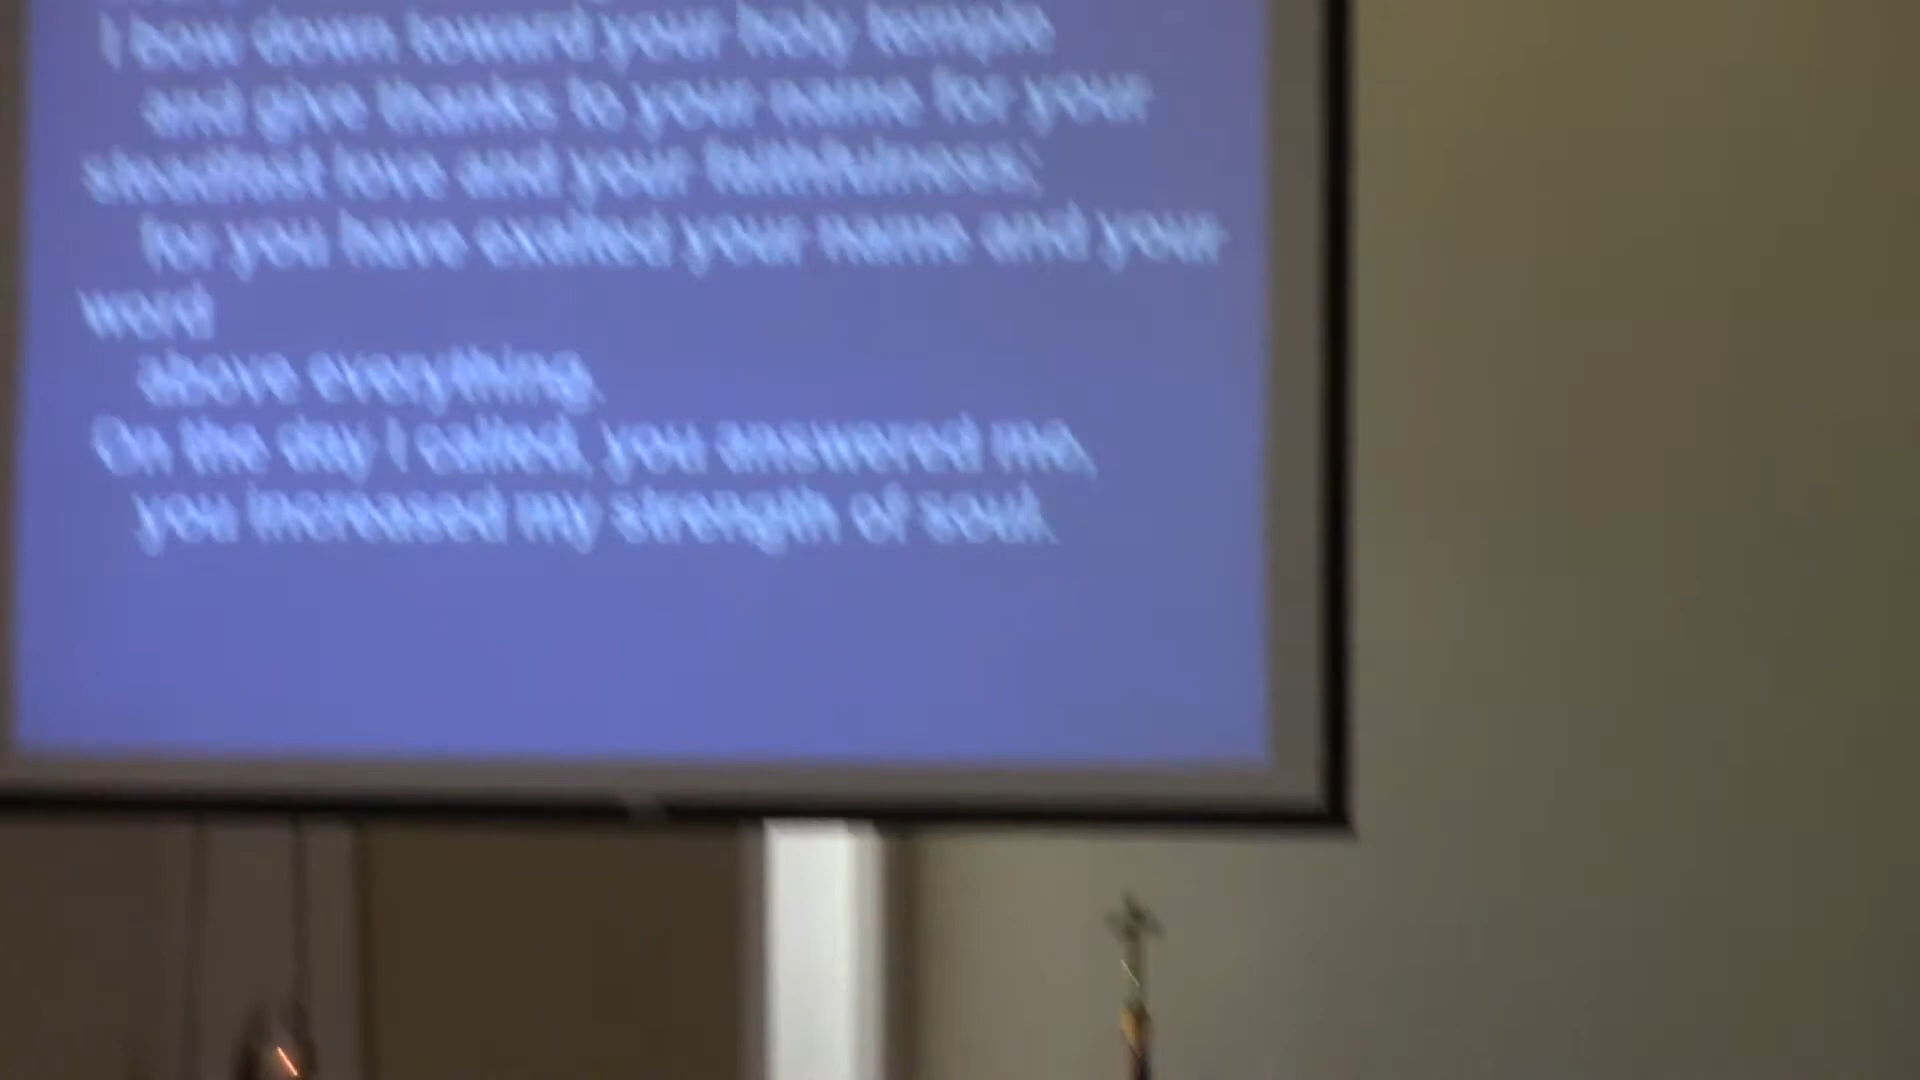 I bow down toward your holy temple
and give thanks to your name for your
steadfast love and your faithfulness;
for you have exalted your name and your
word
above everything.
On the day I called, you answered me,
you increased my strength of soul.